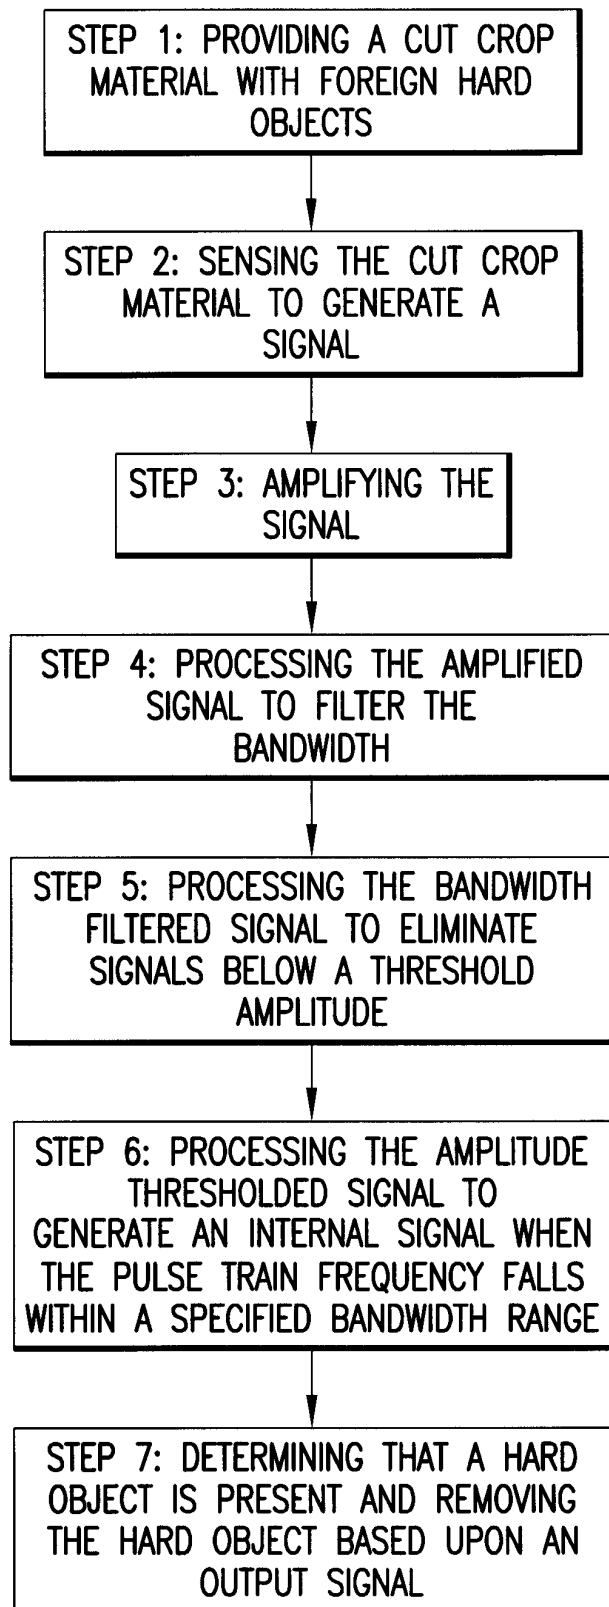 STEP 1: PROVIDING A CUT CROP
MATERIAL WITH FOREIGN HARD
OBJECTS
STEP 2: SENSING THE CUT CROP
MATERIAL TO GENERATE A
SIGNAL
STEP 3: AMPLIFYING THE
SIGNAL
STEP 4: PROCESSING THE AMPLIFIED
SIGNAL TO FILTER THE
BANDWIDTH
STEP 5: PROCESSING THE BANDWIDTH
FILTERED SIGNAL TO ELIMINATE
SIGNALS BELOW A THRESHOLD
AMPLITUDE
STEP 6: PROCESSING THE AMPLITUDE
THRESHOLDED SIGNAL TO
GENERATE AN INTERNAL SIGNAL WHEN
THE PULSE TRAIN FREQUENCY FALLS
WITHIN A SPECIFIED BANDWIDTH RANGE
STEP 7: DETERMINING THAT A HARD
OBJECT IS PRESENT AND REMOVING
THE HARD OBJECT BASED UPON AN
OUTPUT SIGNAL